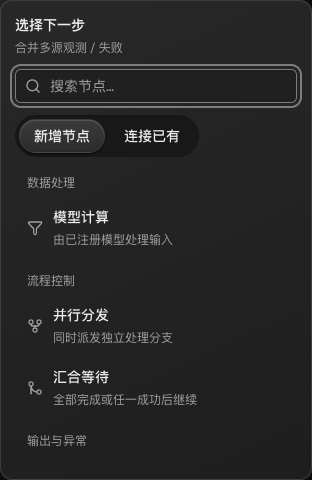 选择下一步
合并多源观测 / 失败
搜索节点…
新增节点
连接已有
数据处理
模型计算
由已注册模型处理输入
流程控制
并行分发
同时派发独立处理分支
汇合等待
全部完成或任一成功后继续
输出与异常